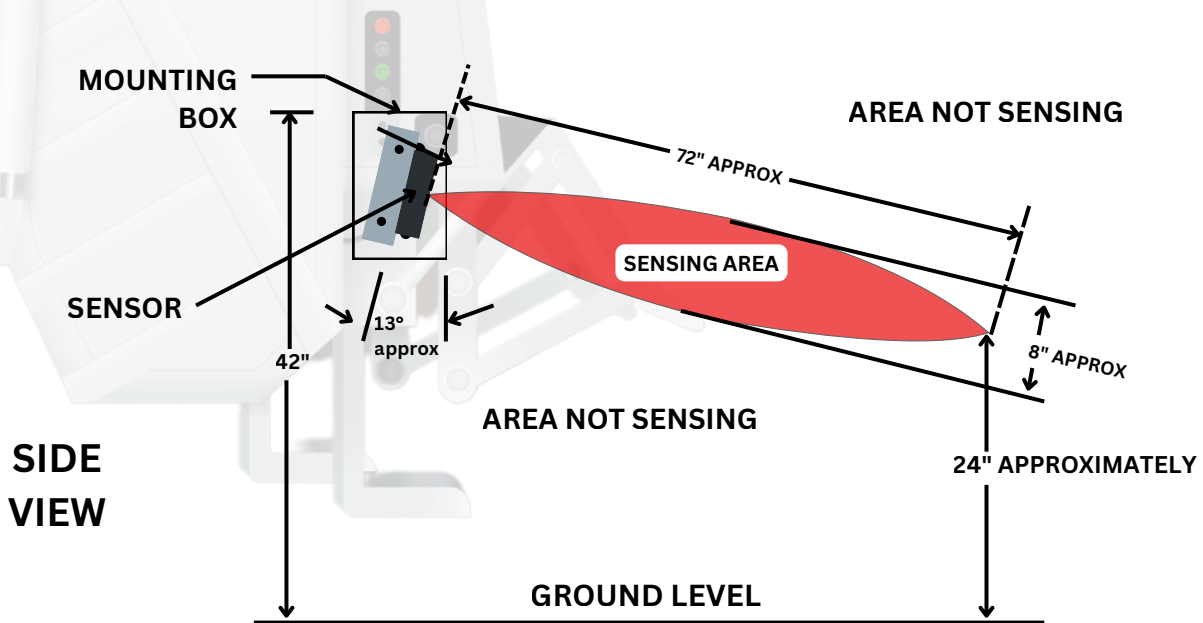 MOUNTING
BOX
AREA NOT SENSING
72" APPROX
SENSING AREA
SENSOR
13°
approx
42"
8" APPROX
AREA NOT SENSING
SIDE
VIEW
24" APPROXIMATELY
GROUND LEVEL